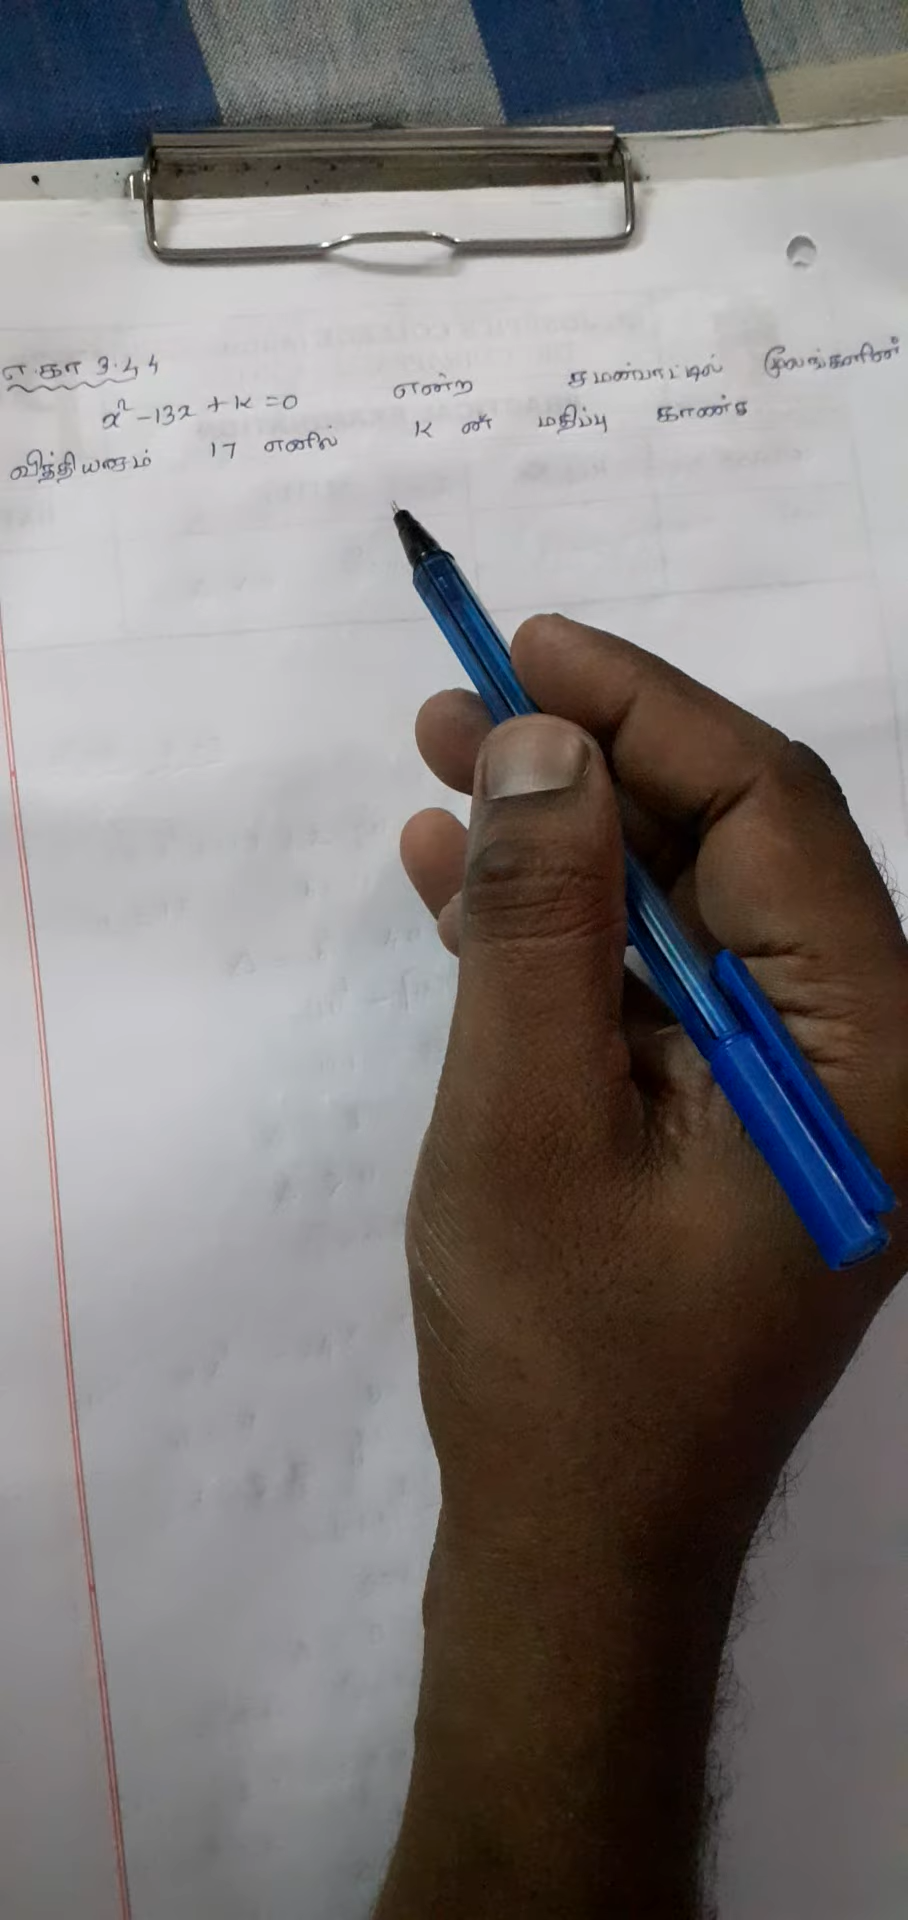 எ.கா 3.44
x² - 13x + k = 0 என்ற சமன்பாட்டில் மூலங்களின்
வித்தியாசம் 17 எனில் K ன் மதிப்பு காண்க